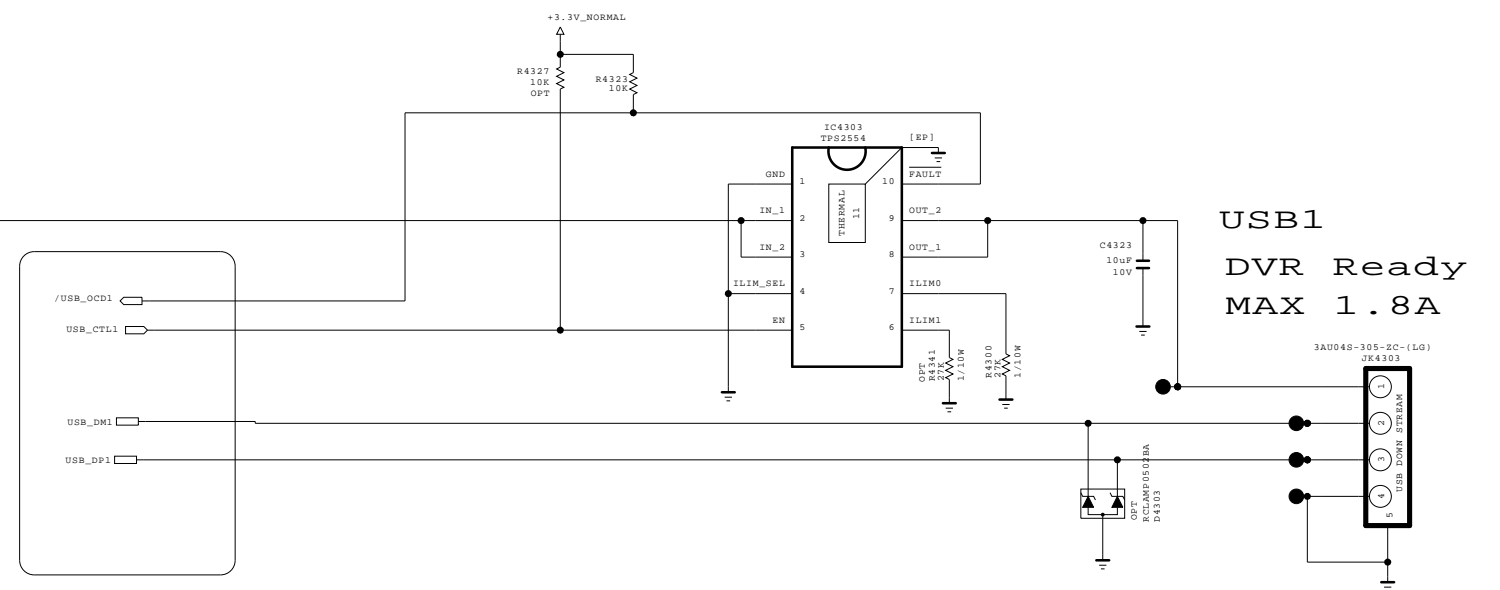 +3.3V_NORMAL
R4327
10K
OPT
R4323
10K
IC4303
TPS2554
[EP]
GND
1
IN_1
2
IN_2
3
ILIM_SEL
4
EN
5
THERMAL
11
10
FAULT
9
OUT_2
8
OUT_1
7
ILIM0
6
ILIM1
C4323
10uF
10V
USB1
DVR Ready
MAX 1.8A
/USB_OCD1
USB_CTL1
USB_DM1
USB_DP1
OPT
R4341
27K
1/10W
R4300
27K
1/10W
3AU04S-305-ZC-(LG)
JK4303
1
2
3
4
5
USB DOWN STREAM
OPT
RCLAMP0502BA
D4303